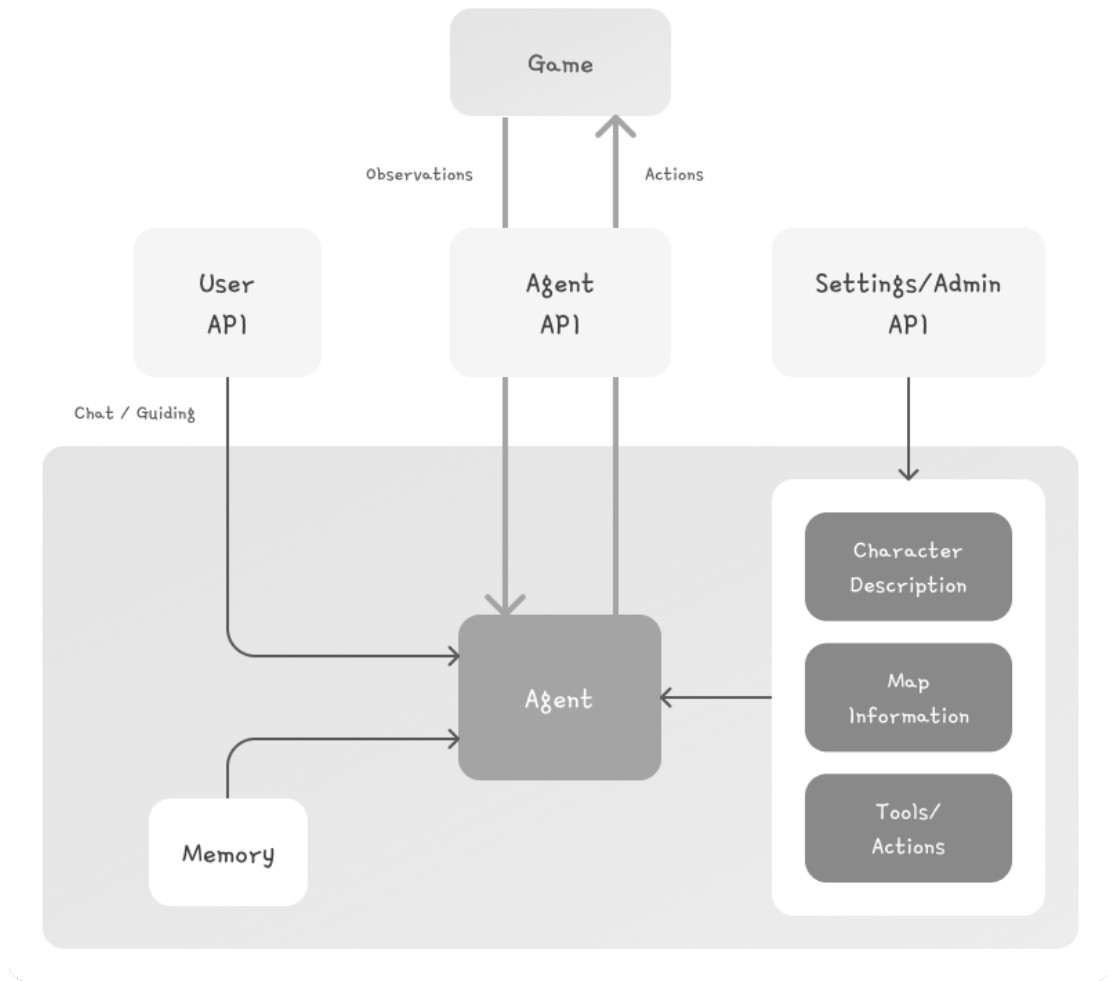 Game
Observations
Actions
User
API
Agent
API
Settings/Admin
API
Chat / Guiding
Character
Description
Map
Information
Tools/
Actions
Agent
Memory